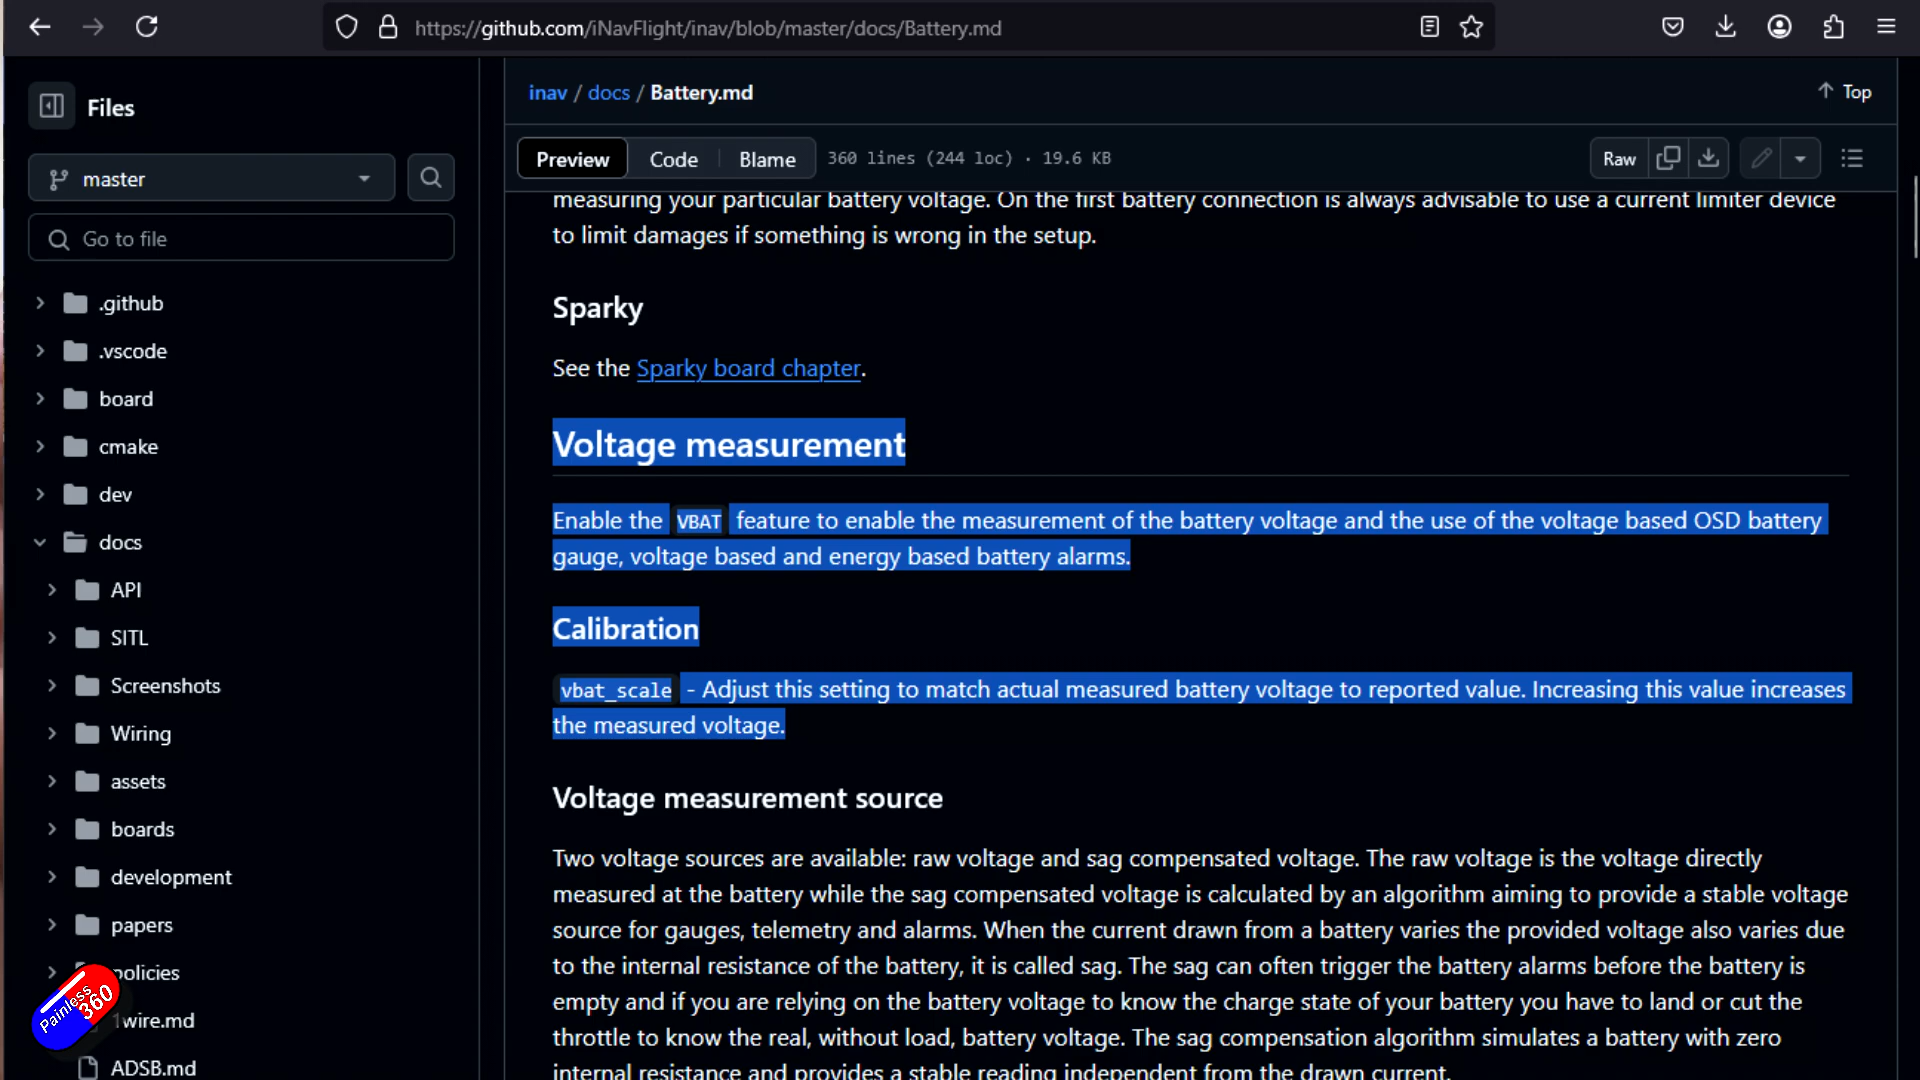 https://github.com/iNavFlight/inav/blob/master/docs/Battery.md
Files
master
Go to file
.github
.vscode
board
cmake
dev
docs
API
SITL
Screenshots
Wiring
assets
boards
development
papers
policies
1wire.md
ADSB.md
Painless
360
inav / docs / Battery.md
Top
Preview Code Blame 360 lines (244 loc) · 19.6 KB
Raw
measuring your particular battery voltage. On the first battery connection is always advisable to use a current limiter device
to limit damages if something is wrong in the setup.
Sparky
See the Sparky board chapter.
Voltage measurement
Enable the VBAT feature to enable the measurement of the battery voltage and the use of the voltage based OSD battery
gauge, voltage based and energy based battery alarms.
Calibration
vbat_scale - Adjust this setting to match actual measured battery voltage to reported value. Increasing this value increases
the measured voltage.
Voltage measurement source
Two voltage sources are available: raw voltage and sag compensated voltage. The raw voltage is the voltage directly
measured at the battery while the sag compensated voltage is calculated by an algorithm aiming to provide a stable voltage
source for gauges, telemetry and alarms. When the current drawn from a battery varies the provided voltage also varies due
to the internal resistance of the battery, it is called sag. The sag can often trigger the battery alarms before the battery is
empty and if you are relying on the battery voltage to know the charge state of your battery you have to land or cut the
throttle to know the real, without load, battery voltage. The sag compensation algorithm simulates a battery with zero
internal resistance and provides a stable reading independent from the drawn current.